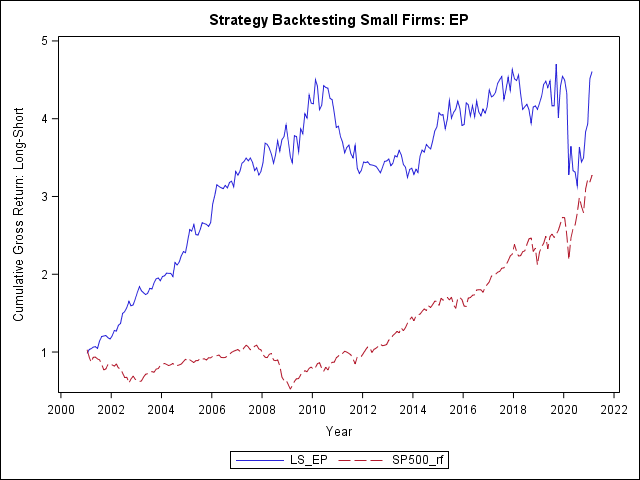 Strategy Backtesting Small Firms: EP
5
4
3
2
1
Cumulative Gross Return: Long-Short
2000 2002 2004 2006 2008 2010 2012 2014 2016 2018 2020 2022
Year
LS_EP SP500_rf